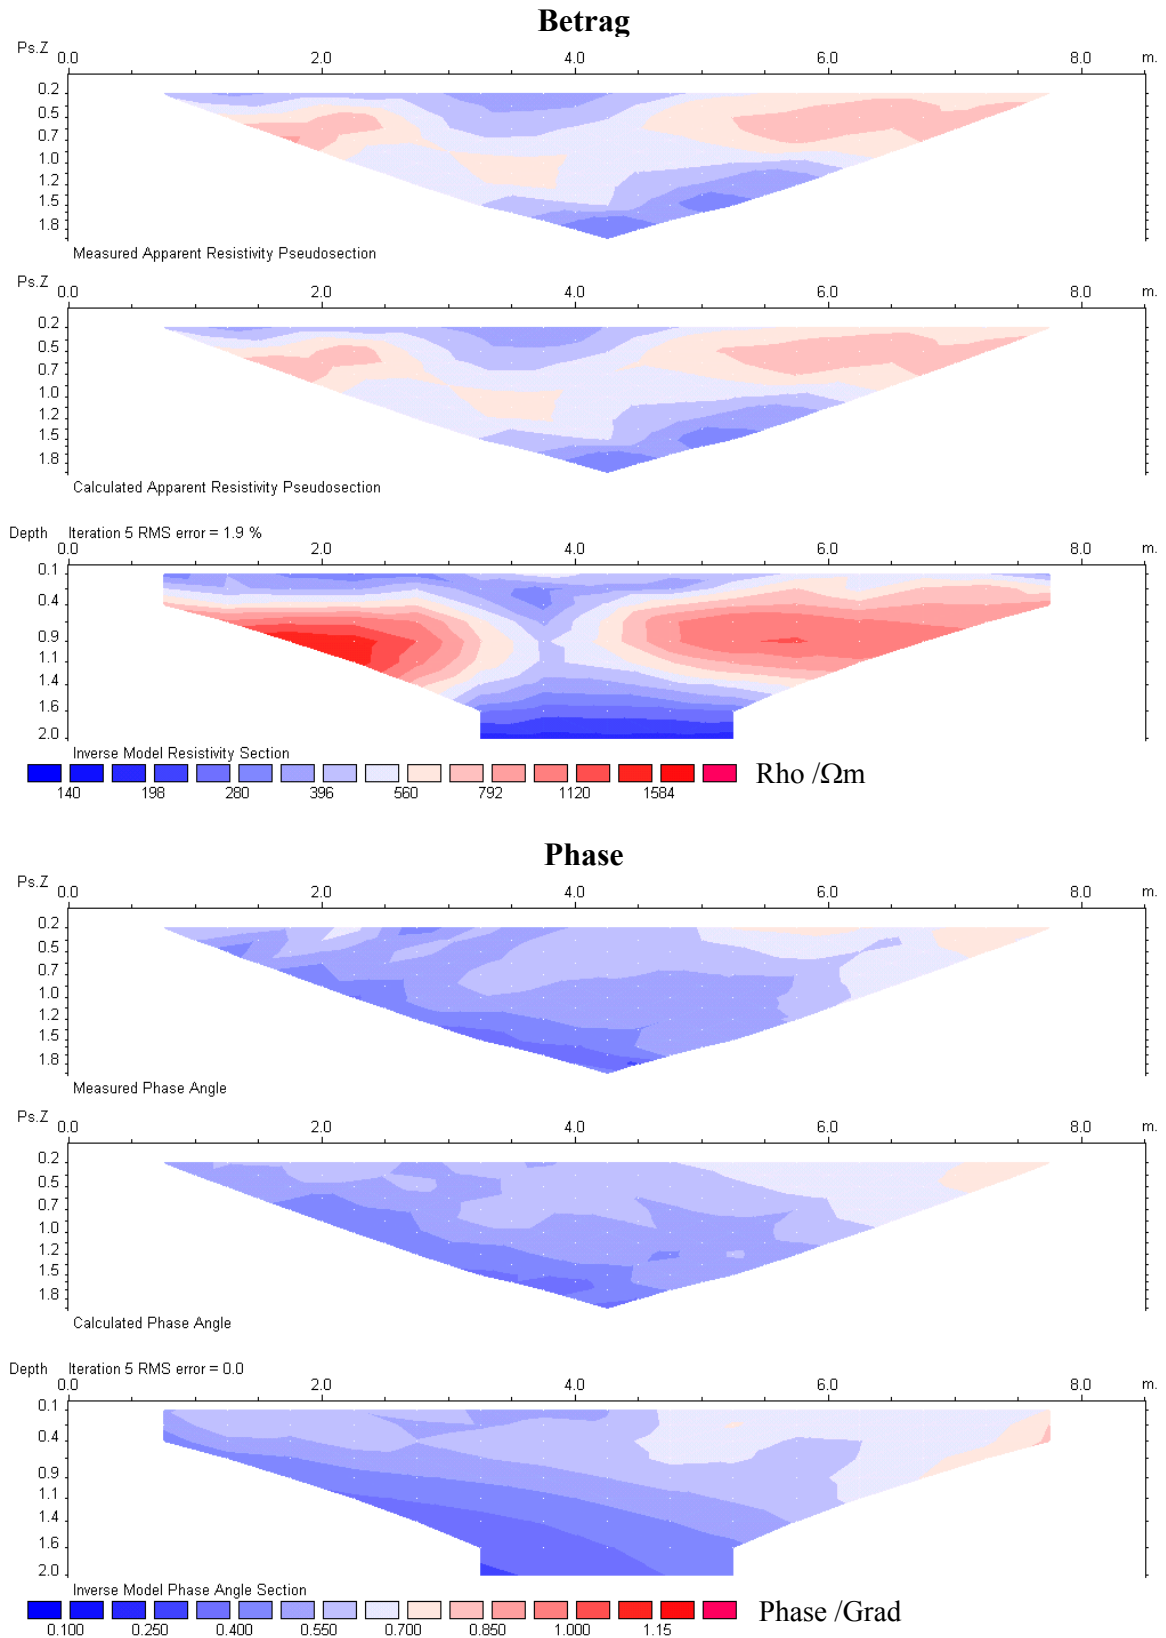 Betrag
Ps.Z 0.0 2.0 4.0 6.0 8.0 m.
0.2
0.5
0.7
1.0
1.2
1.5
1.8
Measured Apparent Resistivity Pseudosection
Ps.Z 0.0 2.0 4.0 6.0 8.0 m.
0.2
0.5
0.7
1.0
1.2
1.5
1.8
Calculated Apparent Resistivity Pseudosection
Depth Iteration 5 RMS error = 1.9 %
0.0 2.0 4.0 6.0 8.0 m.
0.1
0.4
0.9
1.1
1.4
1.6
2.0
Inverse Model Resistivity Section
Rho /Ωm
140 198 280 396 560 792 1120 1584
Phase
Ps.Z 0.0 2.0 4.0 6.0 8.0 m.
0.2
0.5
0.7
1.0
1.2
1.5
1.8
Measured Phase Angle
Ps.Z 0.0 2.0 4.0 6.0 8.0 m.
0.2
0.5
0.7
1.0
1.2
1.5
1.8
Calculated Phase Angle
Depth Iteration 5 RMS error = 0.0
0.0 2.0 4.0 6.0 8.0 m.
0.1
0.4
0.9
1.1
1.4
1.6
2.0
Inverse Model Phase Angle Section
Phase /Grad
0.100 0.250 0.400 0.550 0.700 0.850 1.000 1.15